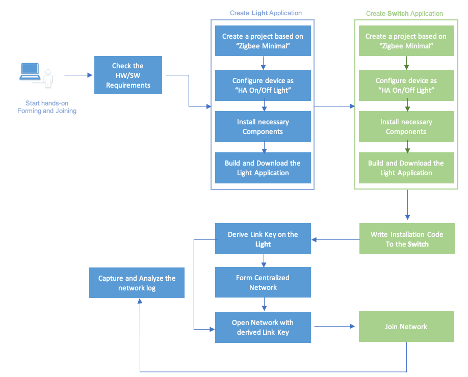 Create Light Application
Create Switch Application
Create a project based on
"Zigbee Minimal"
Create a project based on
"Zigbee Minimal"
Check the
HW/SW
Requirements
Configure device as
"HA On/Off Light"
Configure device as
"HA On/Off Light"
Start hands-on
Forming and Joining
Install necessary
Components
Install necessary
Components
Build and Download the
Light Application
Build and Download the
Light Application
Derive Link Key on the
Light
Write Installation Code
To the Switch
Capture and Analyze the
network log
Form Centralized
Network
Open Network with
derived Link Key
Join Network